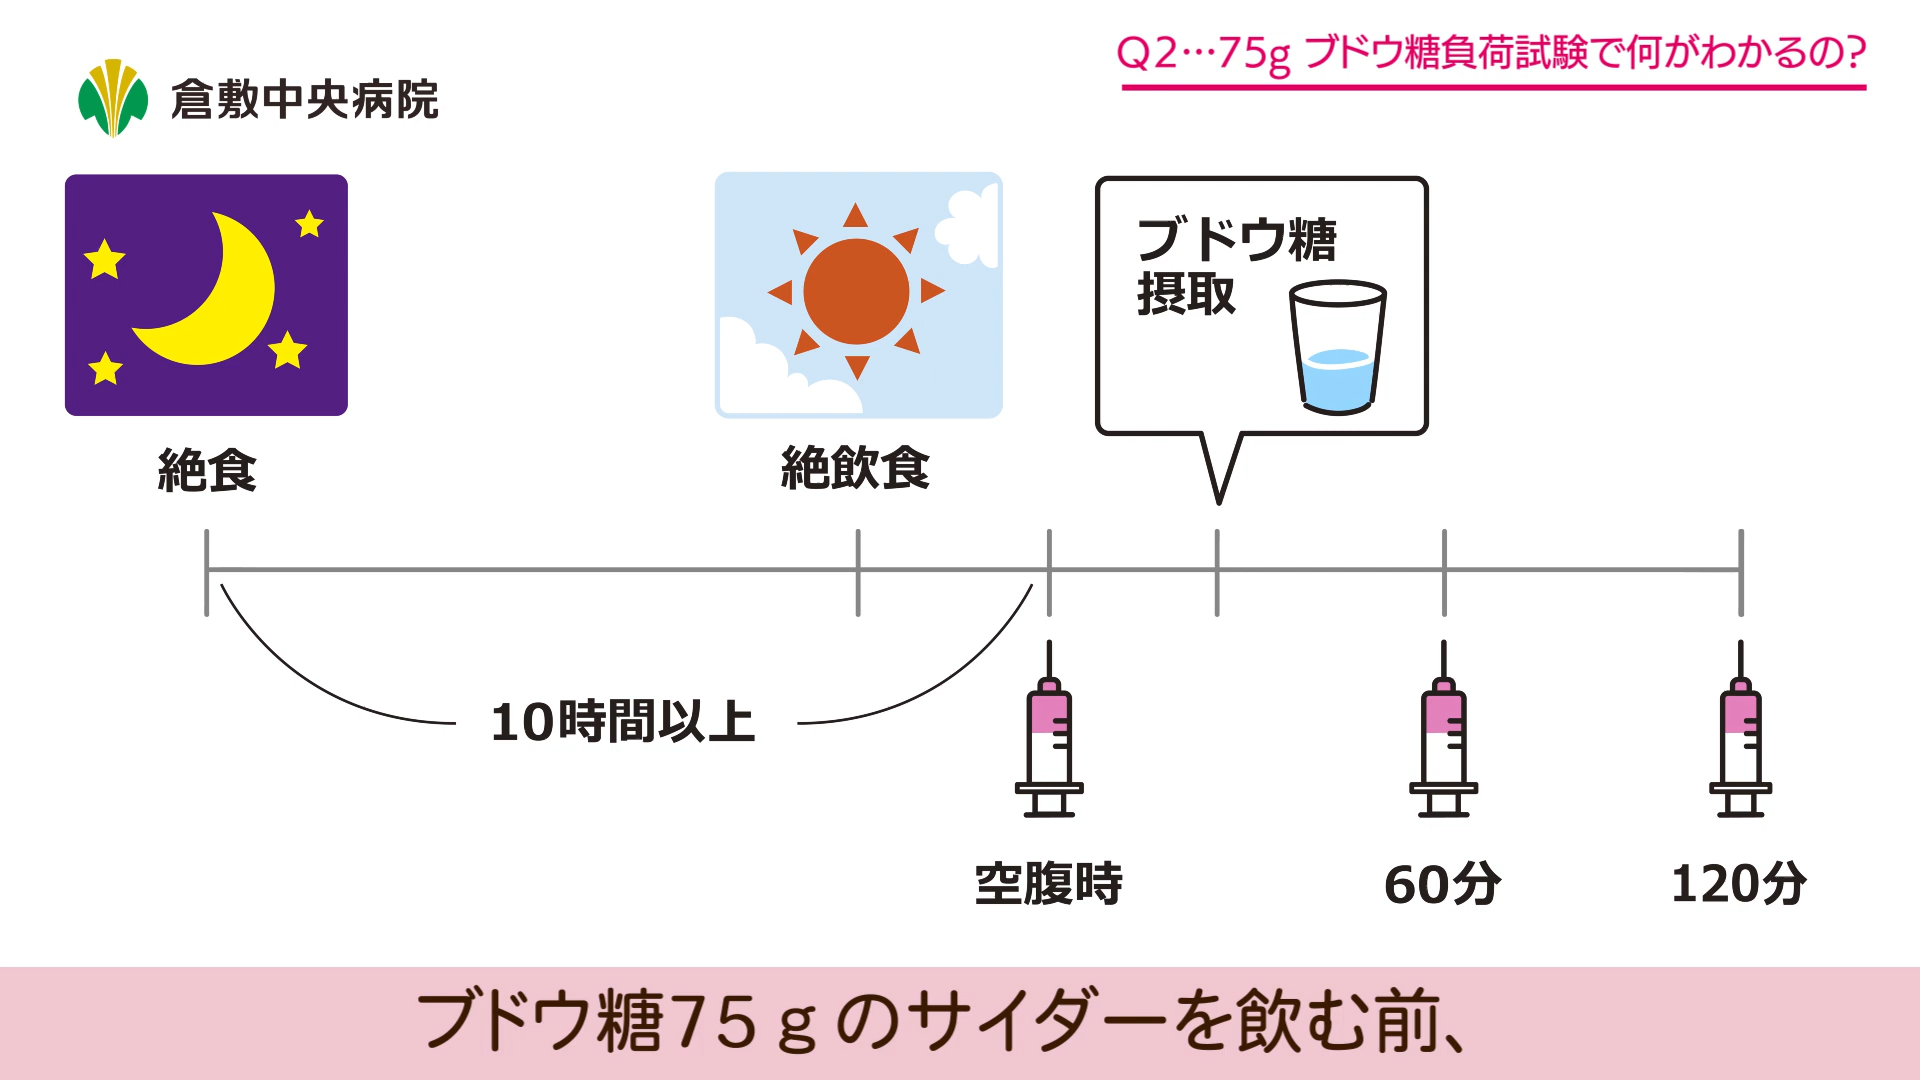 Q2…75g ブドウ糖負荷試験で何がわかるの?
倉敷中央病院
ブドウ糖
摂取
絶食
絶飲食
10時間以上
空腹時
60分
120分
ブドウ糖75gのサイダーを飲む前、